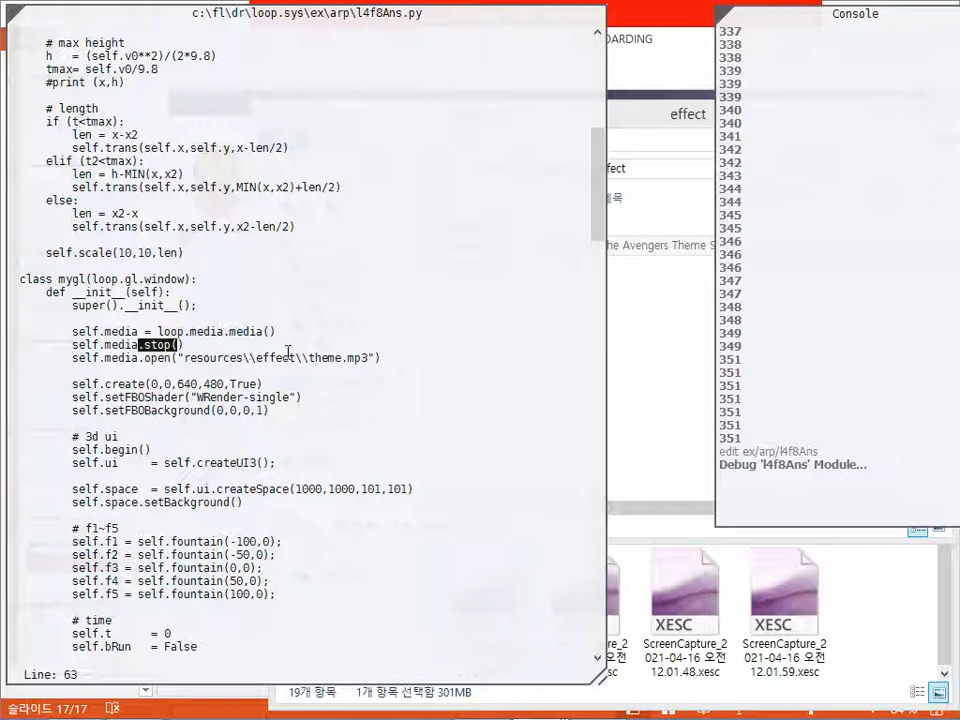 c:\fl\dr\loop.sys\ex\arp\l4f8Ans.py
# max height
h   = (self.v0**2)/(2*9.8)
tmax= self.v0/9.8
#print (x,h)
# length
if (t<tmax):
len = x-x2
self.trans(self.x,self.y,x-len/2)
elif (t2<tmax):
len = h-MIN(x,x2)
self.trans(self.x,self.y,MIN(x,x2)+len/2)
else:
len = x2-x
self.trans(self.x,self.y,x2-len/2)
self.scale(10,10,len)
class mygl(loop.gl.window):
def __init__(self):
super().__init__();
self.media = loop.media.media()
self.media.stop()
self.media.open("resources\\effect\\theme.mp3")
self.create(0,0,640,480,True)
self.setFBOShader("WRender-single")
self.setFBOBackground(0,0,0,1)
# 3d ui
self.begin()
self.ui     = self.createUI3();
self.space  = self.ui.createSpace(1000,1000,101,101)
self.space.setBackground()
# f1~f5
self.f1 = self.fountain(-100,0);
self.f2 = self.fountain(-50,0);
self.f3 = self.fountain(0,0);
self.f4 = self.fountain(50,0);
self.f5 = self.fountain(100,0);
# time
self.t      = 0
self.bRun   = False
Line: 63
OARDING
effect
fect
제목
he Avengers Theme S
Console
337
338
338
339
339
339
340
340
341
342
342
343
344
344
345
345
346
346
346
347
347
348
348
349
349
351
351
351
351
351
351
351
edit ex/arp/l4f8Ans
Debug 'l4f8Ans' Module...
XESC
XESC
ScreenCapture_2
021-04-16 오전
12.01.48.xesc
ScreenCapture_2
021-04-16 오전
12.01.59.xesc
19개 항목
1개 항목 선택함 301MB
슬라이드 17/17